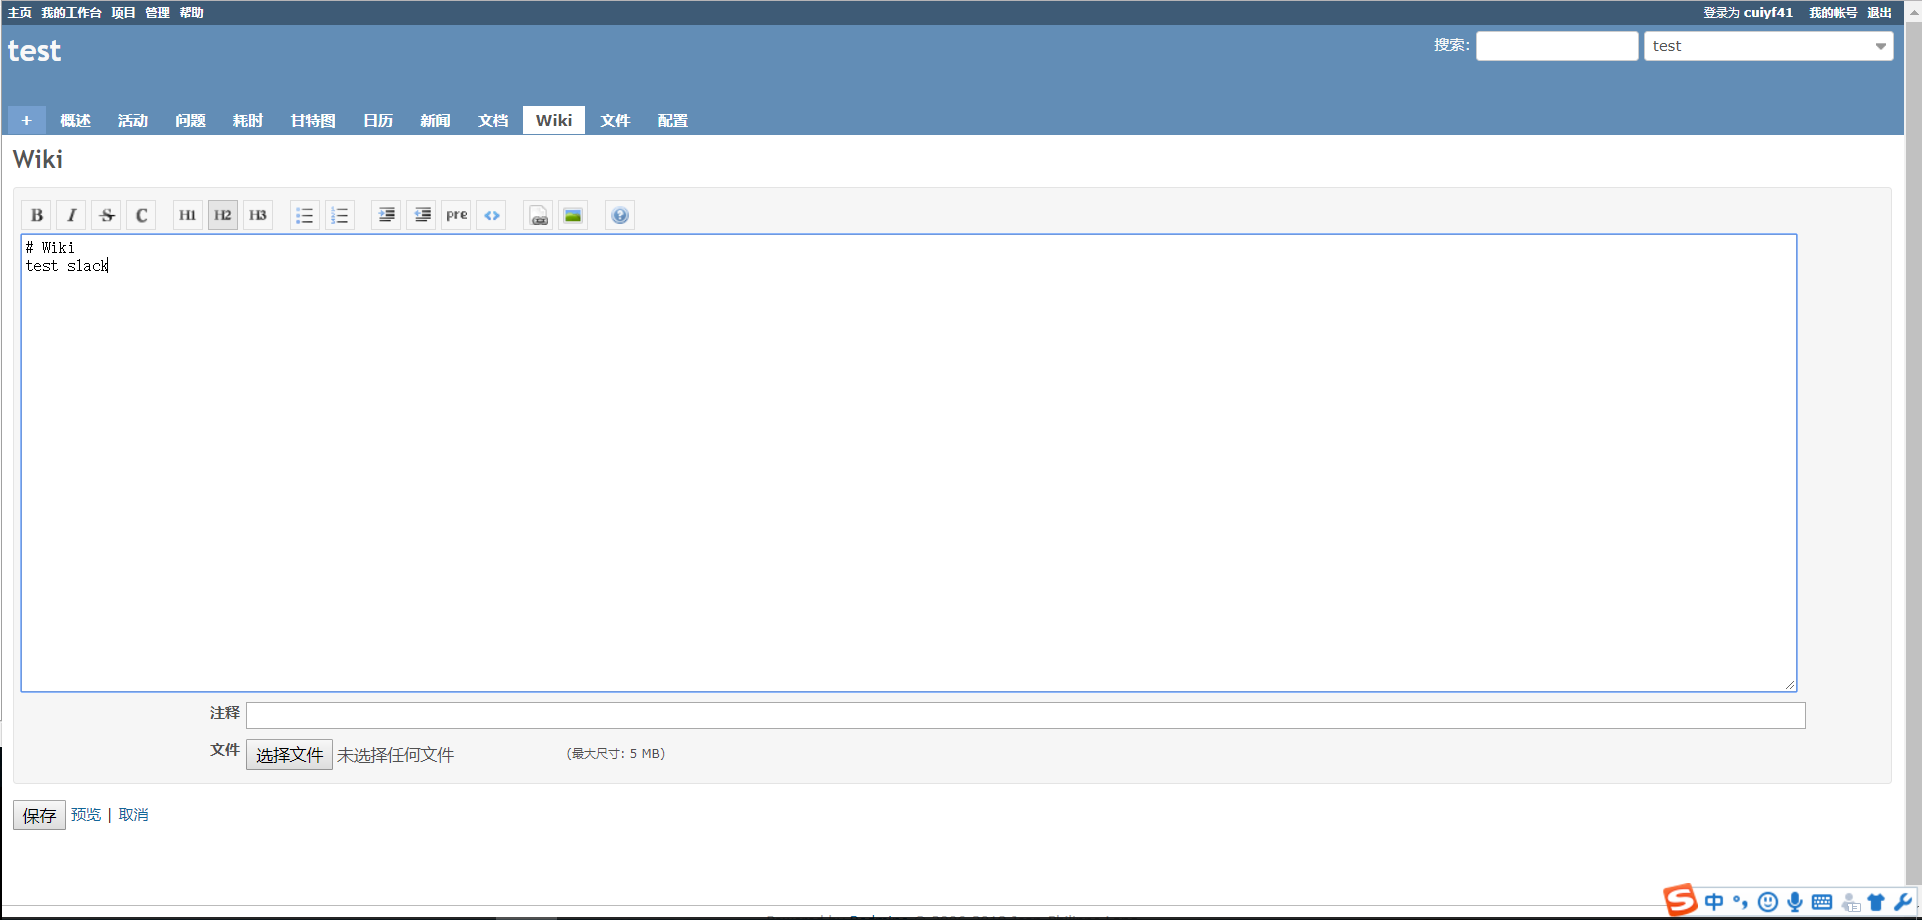 主页 我的工作台 项目 管理 帮助 登录为 cuiyf41 我的帐号 退出
test 搜索: test
+ 概述 活动 问题 耗时 甘特图 日历 新闻 文档 Wiki 文件 配置
Wiki
B I S C H1 H2 H3 pre <>
# Wiki
test slack
注释
文件 选择文件 未选择任何文件 (最大尺寸: 5 MB)
保存 预览 | 取消
中